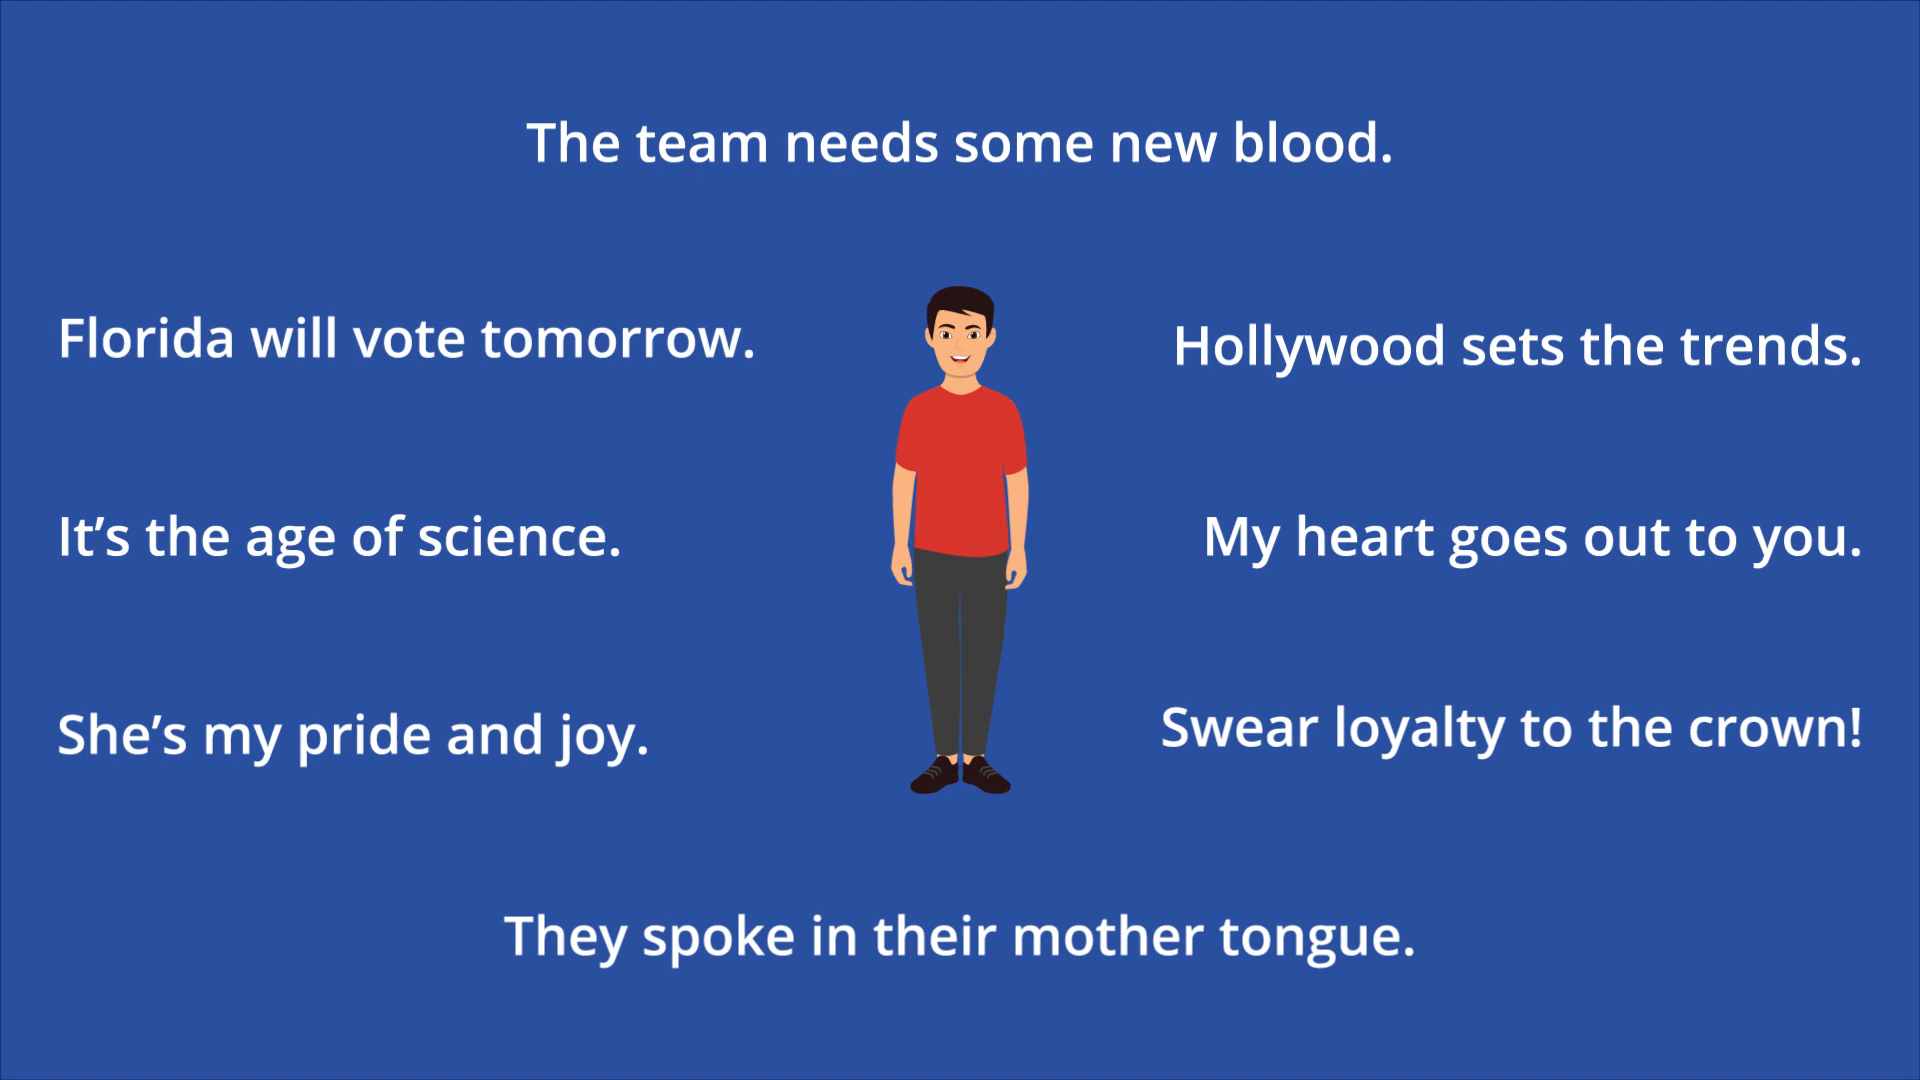 The team needs some new blood.
Florida will vote tomorrow.
Hollywood sets the trends.
It’s the age of science.
My heart goes out to you.
She’s my pride and joy.
Swear loyalty to the crown!
They spoke in their mother tongue.